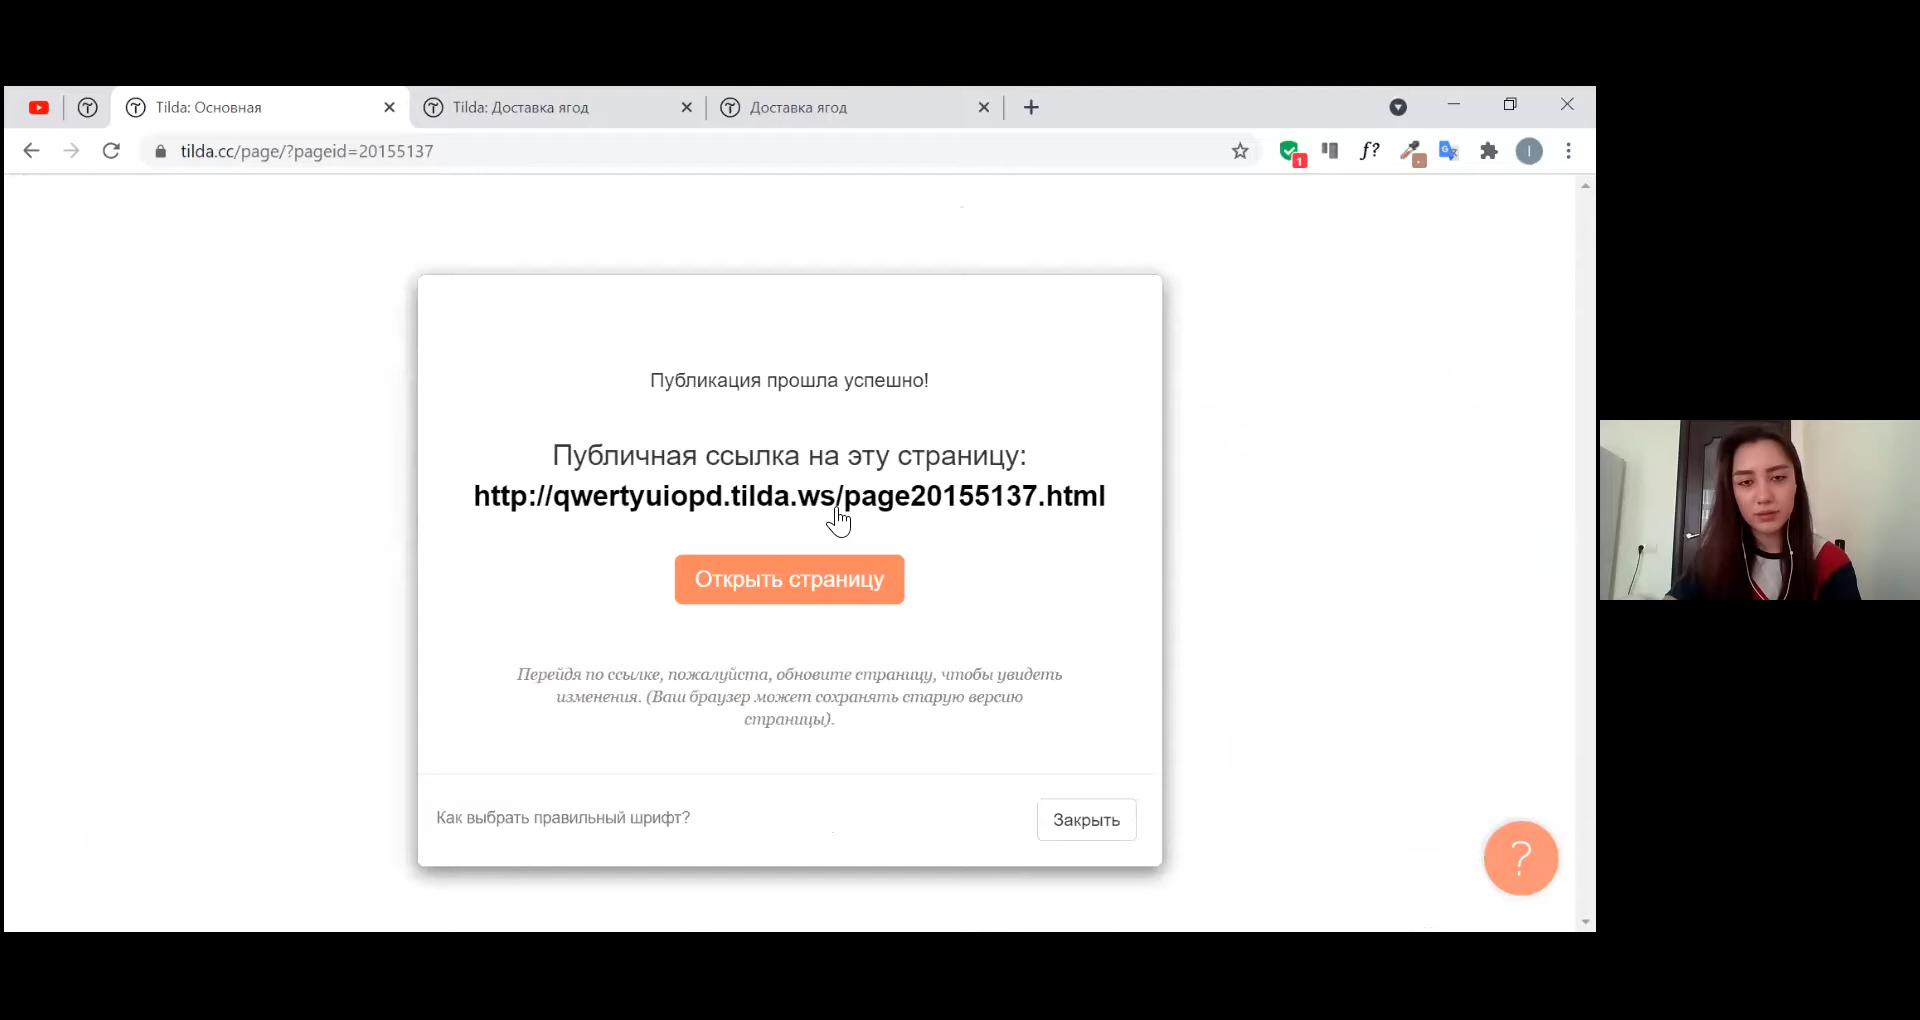 Tilda: Основная
Tilda: Доставка ягод
Доставка ягод
tilda.cc/page/?pageid=20155137
1
f?
I
Публикация прошла успешно!
Публичная ссылка на эту страницу:
http://qwertyuiopd.tilda.ws/page20155137.html
Открыть страницу
Перейдя по ссылке, пожалуйста, обновите страницу, чтобы увидеть
изменения. (Ваш браузер может сохранять старую версию
страницы).
Как выбрать правильный шрифт?
Закрыть
?